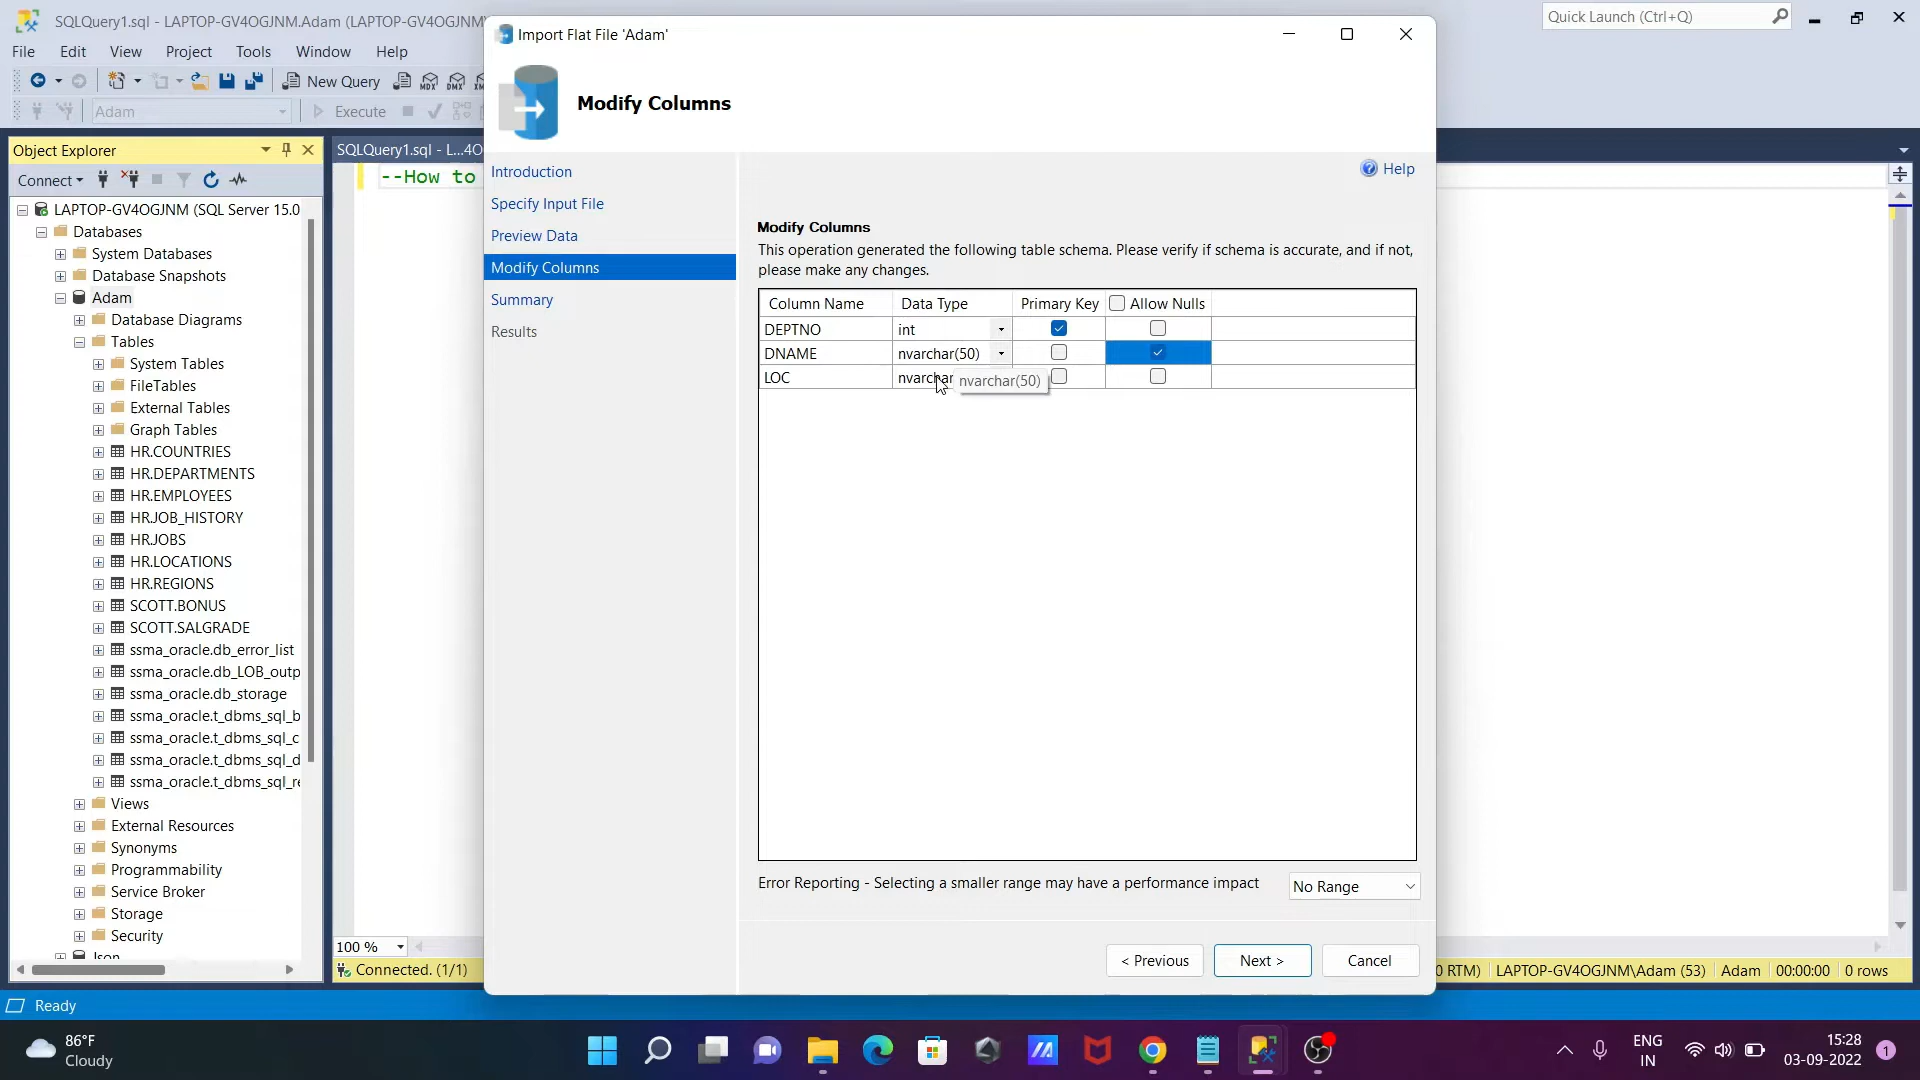 SQLQuery1.sql - LAPTOP-GV4OGJNM.Adam (LAPTOP-GV4OGJNM\
Quick Launch (Ctrl+Q)
File Edit View Project Tools Window Help
New Query MDX DMX
Adam Execute
Object Explorer
Connect
LAPTOP-GV4OGJNM (SQL Server 15.0
Databases
System Databases
Database Snapshots
Adam
Database Diagrams
Tables
System Tables
FileTables
External Tables
Graph Tables
HR.COUNTRIES
HR.DEPARTMENTS
HR.EMPLOYEES
HR.JOB_HISTORY
HR.JOBS
HR.LOCATIONS
HR.REGIONS
SCOTT.BONUS
SCOTT.SALGRADE
ssma_oracle.db_error_list
ssma_oracle.db_LOB_outp
ssma_oracle.db_storage
ssma_oracle.t_dbms_sql_b
ssma_oracle.t_dbms_sql_c
ssma_oracle.t_dbms_sql_d
ssma_oracle.t_dbms_sql_re
Views
External Resources
Synonyms
Programmability
Service Broker
Storage
Security
Json
SQLQuery1.sql - L...4O
--How to
100 %
Connected. (1/1)
Import Flat File 'Adam'
Modify Columns
Introduction
Specify Input File
Preview Data
Modify Columns
Summary
Results
Help
Modify Columns
This operation generated the following table schema. Please verify if schema is accurate, and if not,
please make any changes.
Column Name Data Type Primary Key Allow Nulls
DEPTNO int
DNAME nvarchar(50)
LOC nvarchar nvarchar(50)
Error Reporting - Selecting a smaller range may have a performance impact No Range
< Previous Next > Cancel
0 RTM) LAPTOP-GV4OGJNM\Adam (53) Adam 00:00:00 0 rows
Ready
86°F
Cloudy
ENG
IN
15:28
03-09-2022
1